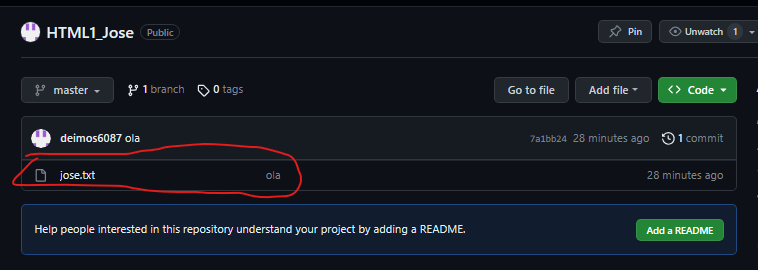 HTML1_Jose Public Pin Unwatch 1
master 1 branch 0 tags Go to file Add file Code
deimos6087 ola 7a1bb24 28 minutes ago 1 commit
jose.txt ola 28 minutes ago
Help people interested in this repository understand your project by adding a README. Add a README